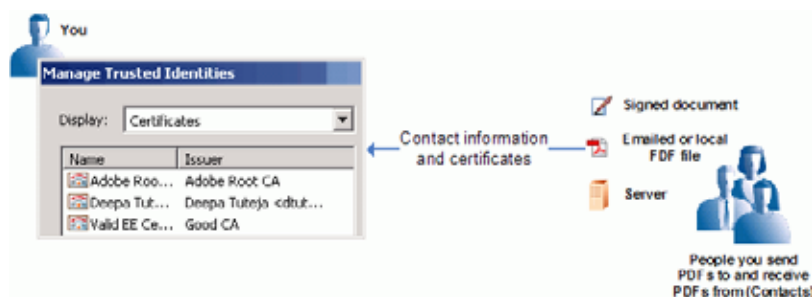 You
Manage Trusted Identities
Display: Certificates
Name Issuer
Adobe Roo... Adobe Root CA
Deepa Tut... Deepa Tuteja <dtut...
Valid EE Ce... Good CA
Contact information
and certificates
Signed document
Emailed or local
FDF file
Server
People you send
PDFs to and receive
PDFs from (Contacts)